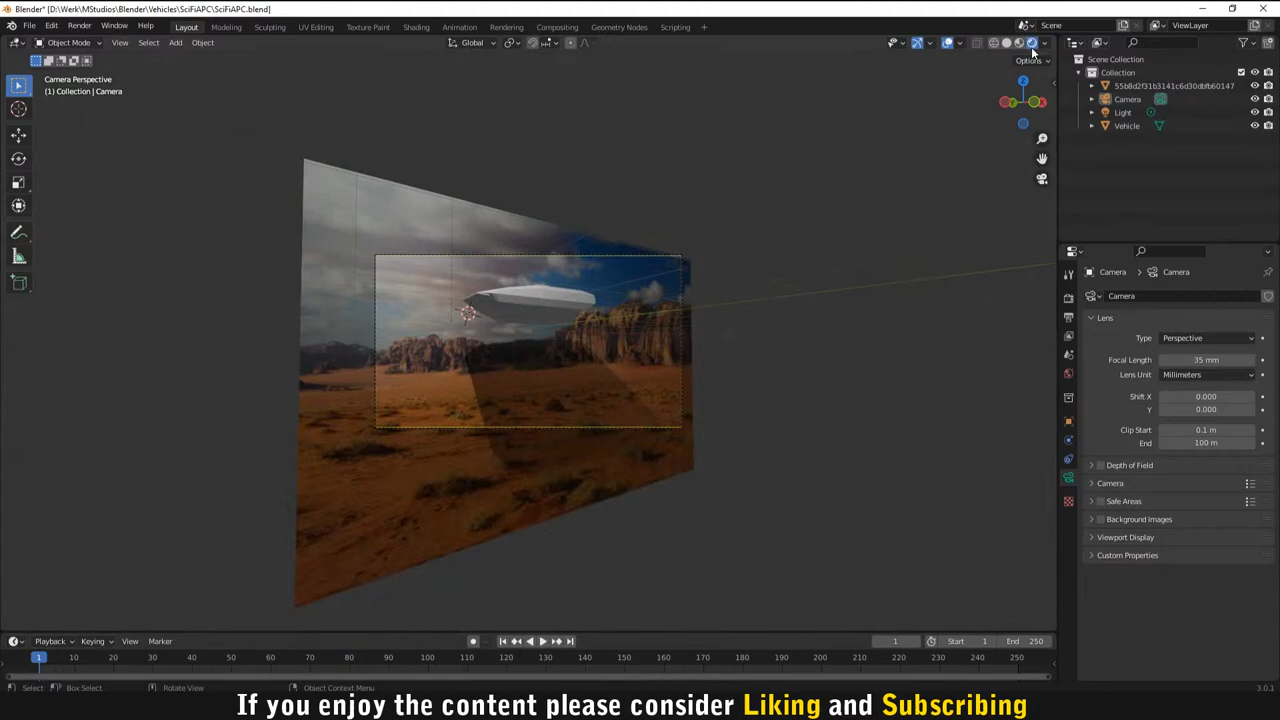 Blender* [D:\Werk\MStudios\Blender\Vehicles\SciFiAPC\SciFiAPC.blend]
File Edit Render Window Help Layout Modeling Sculpting UV Editing Texture Paint Shading Animation Rendering Compositing Geometry Nodes Scripting Scene ViewLayer
Object Mode View Select Add Object Global
Options
Camera Perspective
(1) Collection | Camera
Scene Collection
Collection
55b8d2f31b3141c6d30dbfb60147
Camera
Light
Vehicle
Camera Camera
Camera
Lens
Type Perspective
Focal Length 35 mm
Lens Unit Millimeters
Shift X 0.000
Y 0.000
Clip Start 0.1 m
End 100 m
Depth of Field
Camera
Safe Areas
Background Images
Viewport Display
Custom Properties
Playback Keying View Marker 1 Start 1 End 250
1 10 20 30 40 50 60 70 80 90 100 110 120 130 140 150 160 170 180 190 200 210 220 230 240 250
Select Box Select Rotate View Object Context Menu 3.0.1
If you enjoy the content please consider Liking and Subscribing